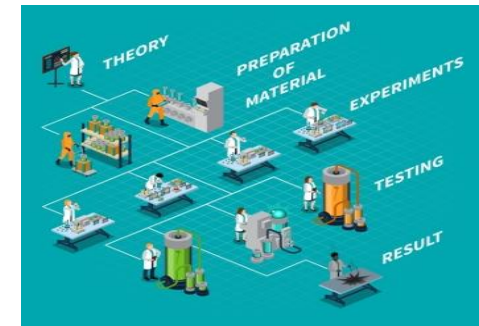 THEORY
PREPARATION
OF
MATERIAL
EXPERIMENTS
TESTING
RESULT